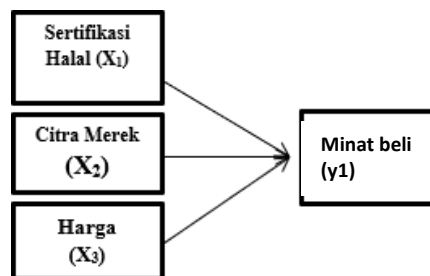 Sertifikasi
Halal (X₁)
Citra Merek
(X₂)
Harga
(X₃)
Minat beli
(y1)